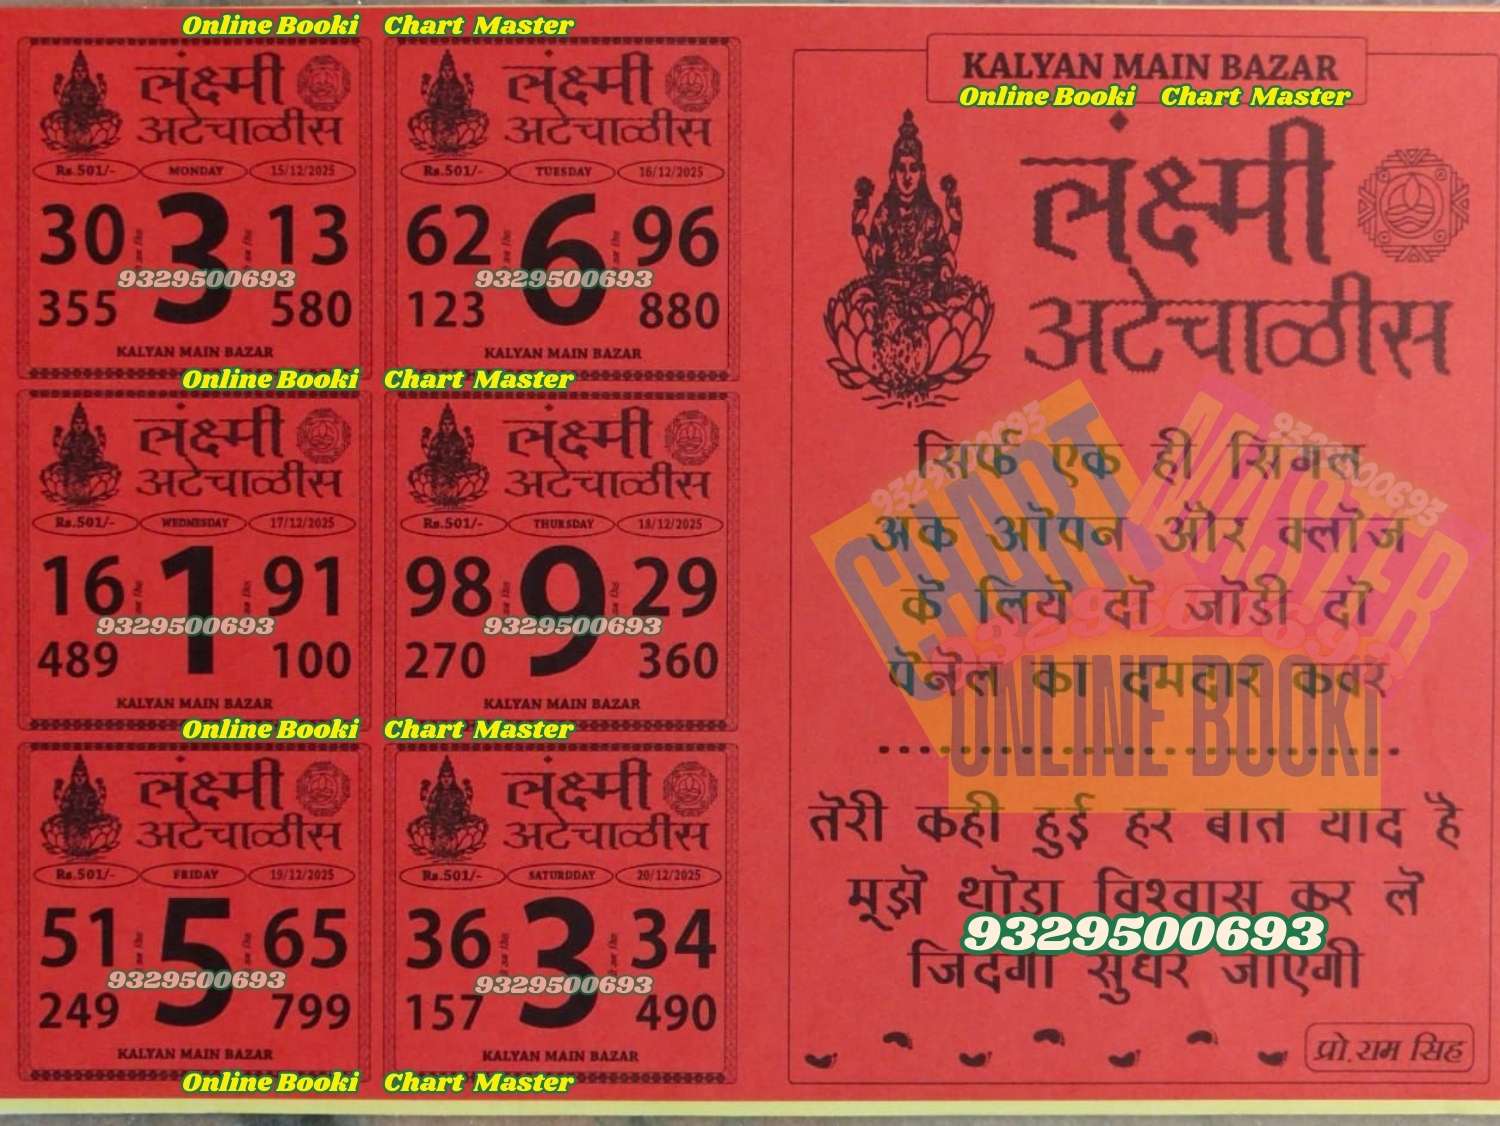 Online Booki Chart Master
लंक्ष्मी
अटेचाळीस
Rs.501/- MONDAY 15/12/2025
30 3 13
9329500693
355 580
KALYAN MAIN BAZAR
लंक्ष्मी
अटेचाळीस
Rs.501/- TUESDAY 16/12/2025
62 6 96
9329500693
123 880
KALYAN MAIN BAZAR
Online Booki Chart Master
लंक्ष्मी
अटेचाळीस
Rs.501/- WEDNESDAY 17/12/2025
16 1 91
9329500693
489 100
KALYAN MAIN BAZAR
लंक्ष्मी
अटेचाळीस
Rs.501/- THURSDAY 18/12/2025
98 9 29
9329500693
270 360
KALYAN MAIN BAZAR
Online Booki Chart Master
लंक्ष्मी
अटेचाळीस
Rs.501/- FRIDAY 19/12/2025
51 5 65
9329500693
249 799
KALYAN MAIN BAZAR
लंक्ष्मी
अटेचाळीस
Rs.501/- SATURDDAY 20/12/2025
36 3 34
9329500693
157 490
KALYAN MAIN BAZAR
Online Booki Chart Master
KALYAN MAIN BAZAR
Online Booki Chart Master
लंक्ष्मी
अटेचाळीस
सिर्फ एक ही सिंगल
अंक ओपन और क्लोज
के लिये दो जोडी दो
पेनेल का दमदार कवर
CHART MASTER
9329500693
9329500693
9329500693
ONLINE BOOKI
तेरी कही हुई हर बात याद है
मूझे थोडा विश्वास कर ले
9329500693
जिंदगी सुधर जाएगी
प्रो.राम सिंह